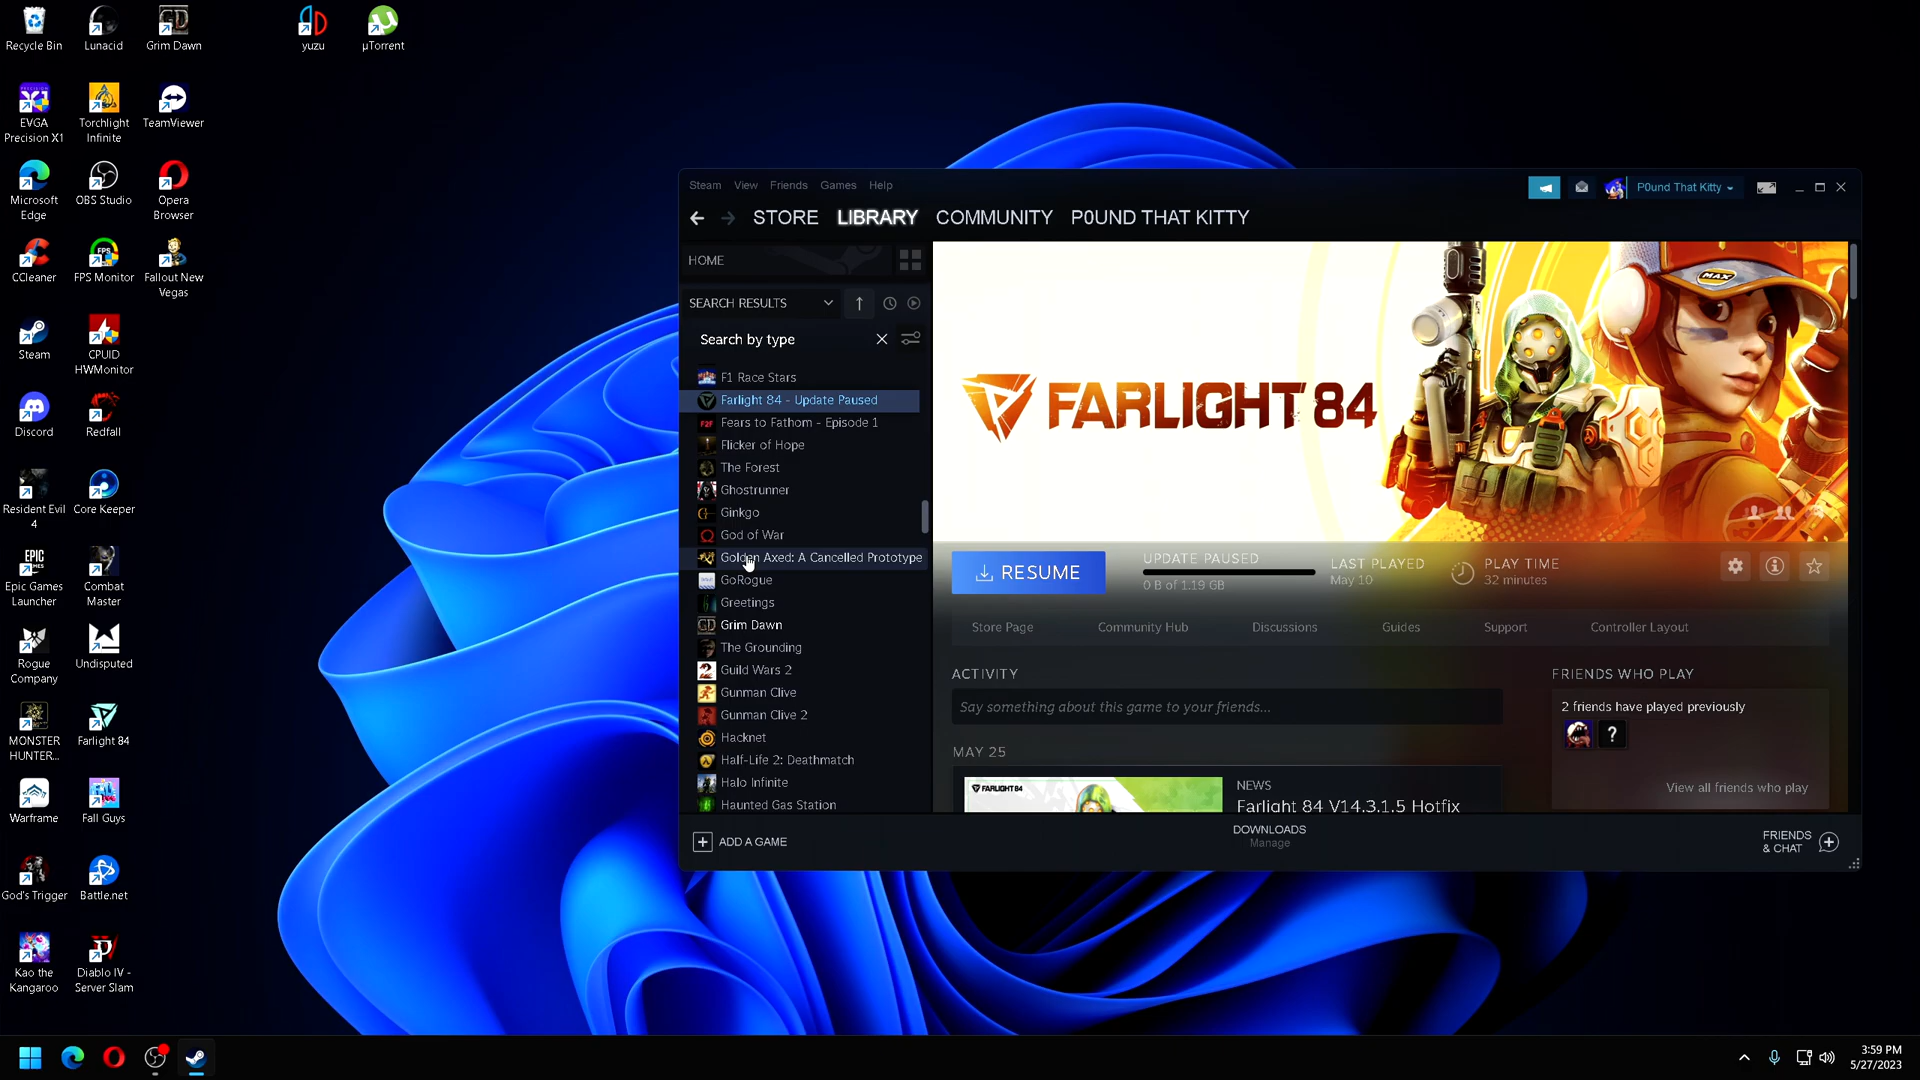 Recycle Bin
Lunacid
Grim Dawn
yuzu
µTorrent
EVGA
Precision X1
Torchlight
Infinite
TeamViewer
Microsoft
Edge
OBS Studio
Opera
Browser
CCleaner
FPS Monitor
Fallout New
Vegas
Steam
CPUID
HWMonitor
Discord
Redfall
Resident Evil
4
Core Keeper
Epic Games
Launcher
Combat
Master
Rogue
Company
Undisputed
MONSTER
HUNTER...
Farlight 84
Warframe
Fall Guys
God's Trigger
Battle.net
Kao the
Kangaroo
Diablo IV -
Server Slam
Steam View Friends Games Help
P0und That Kitty
STORE LIBRARY COMMUNITY P0UND THAT KITTY
HOME
SEARCH RESULTS
Search by type
F1 Race Stars
Farlight 84 - Update Paused
Fears to Fathom - Episode 1
Flicker of Hope
The Forest
Ghostrunner
Ginkgo
God of War
Golden Axed: A Cancelled Prototype
GoRogue
Greetings
Grim Dawn
The Grounding
Guild Wars 2
Gunman Clive
Gunman Clive 2
Hacknet
Half-Life 2: Deathmatch
Halo Infinite
Haunted Gas Station
FARLIGHT 84
MAX
RESUME
UPDATE PAUSED
0 B of 1.19 GB
LAST PLAYED
May 10
PLAY TIME
32 minutes
Store Page Community Hub Discussions Guides Support Controller Layout
ACTIVITY
Say something about this game to your friends...
FRIENDS WHO PLAY
2 friends have played previously
?
View all friends who play
MAY 25
FARLIGHT 84
NEWS
Farlight 84 V14.3.1.5 Hotfix
ADD A GAME
DOWNLOADS
Manage
FRIENDS
& CHAT
3:59 PM
5/27/2023